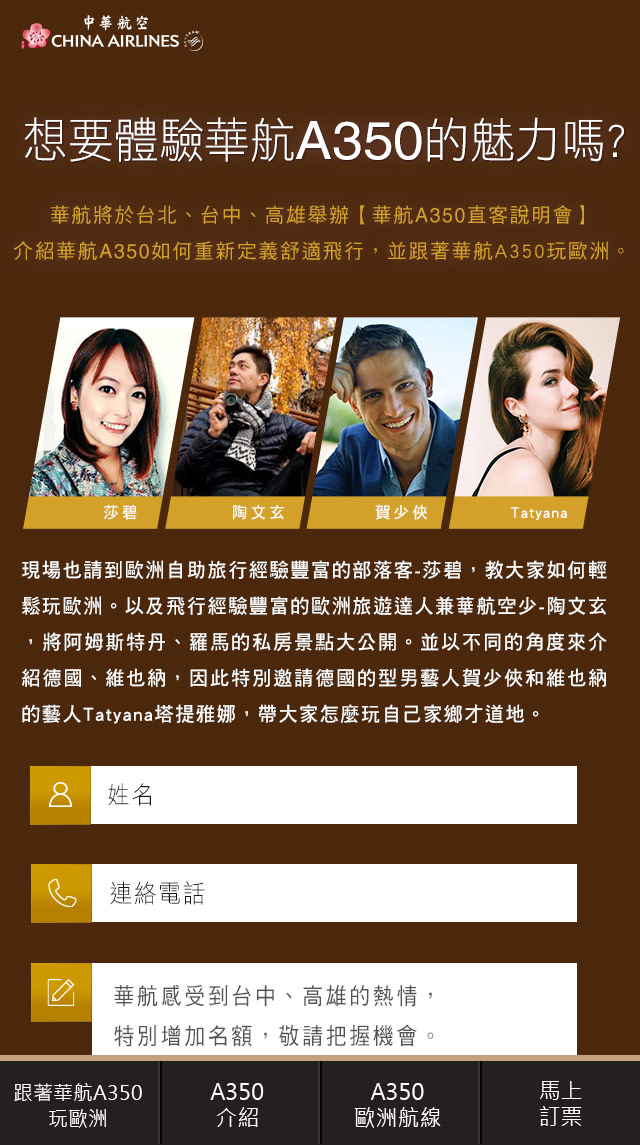 中華航空
CHINA AIRLINES
想要體驗華航A350的魅力嗎?
華航將於台北、台中、高雄舉辦【華航A350直客說明會】
介紹華航A350如何重新定義舒適飛行，並跟著華航A350玩歐洲。
莎碧
陶文玄
賀少俠
Tatyana
現場也請到歐洲自助旅行經驗豐富的部落客-莎碧，教大家如何輕
鬆玩歐洲。以及飛行經驗豐富的歐洲旅遊達人兼華航空少-陶文玄
，將阿姆斯特丹、羅馬的私房景點大公開。並以不同的角度來介
紹德國、維也納，因此特別邀請德國的型男藝人賀少俠和維也納
的藝人Tatyana塔提雅娜，帶大家怎麼玩自己家鄉才道地。
姓名
連絡電話
華航感受到台中、高雄的熱情，
特別增加名額，敬請把握機會。
跟著華航A350
玩歐洲
A350
介紹
A350
歐洲航線
馬上
訂票